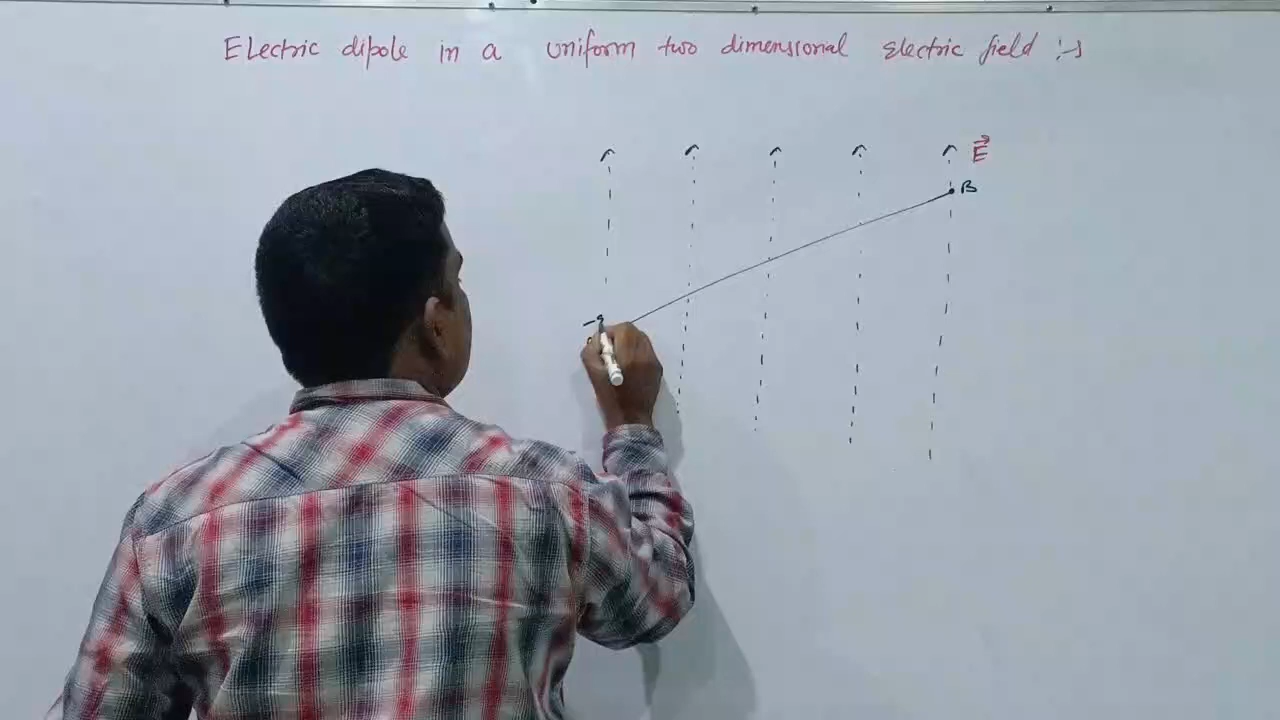 Electric dipole in a uniform two dimensional electric field :→
E
B
-q